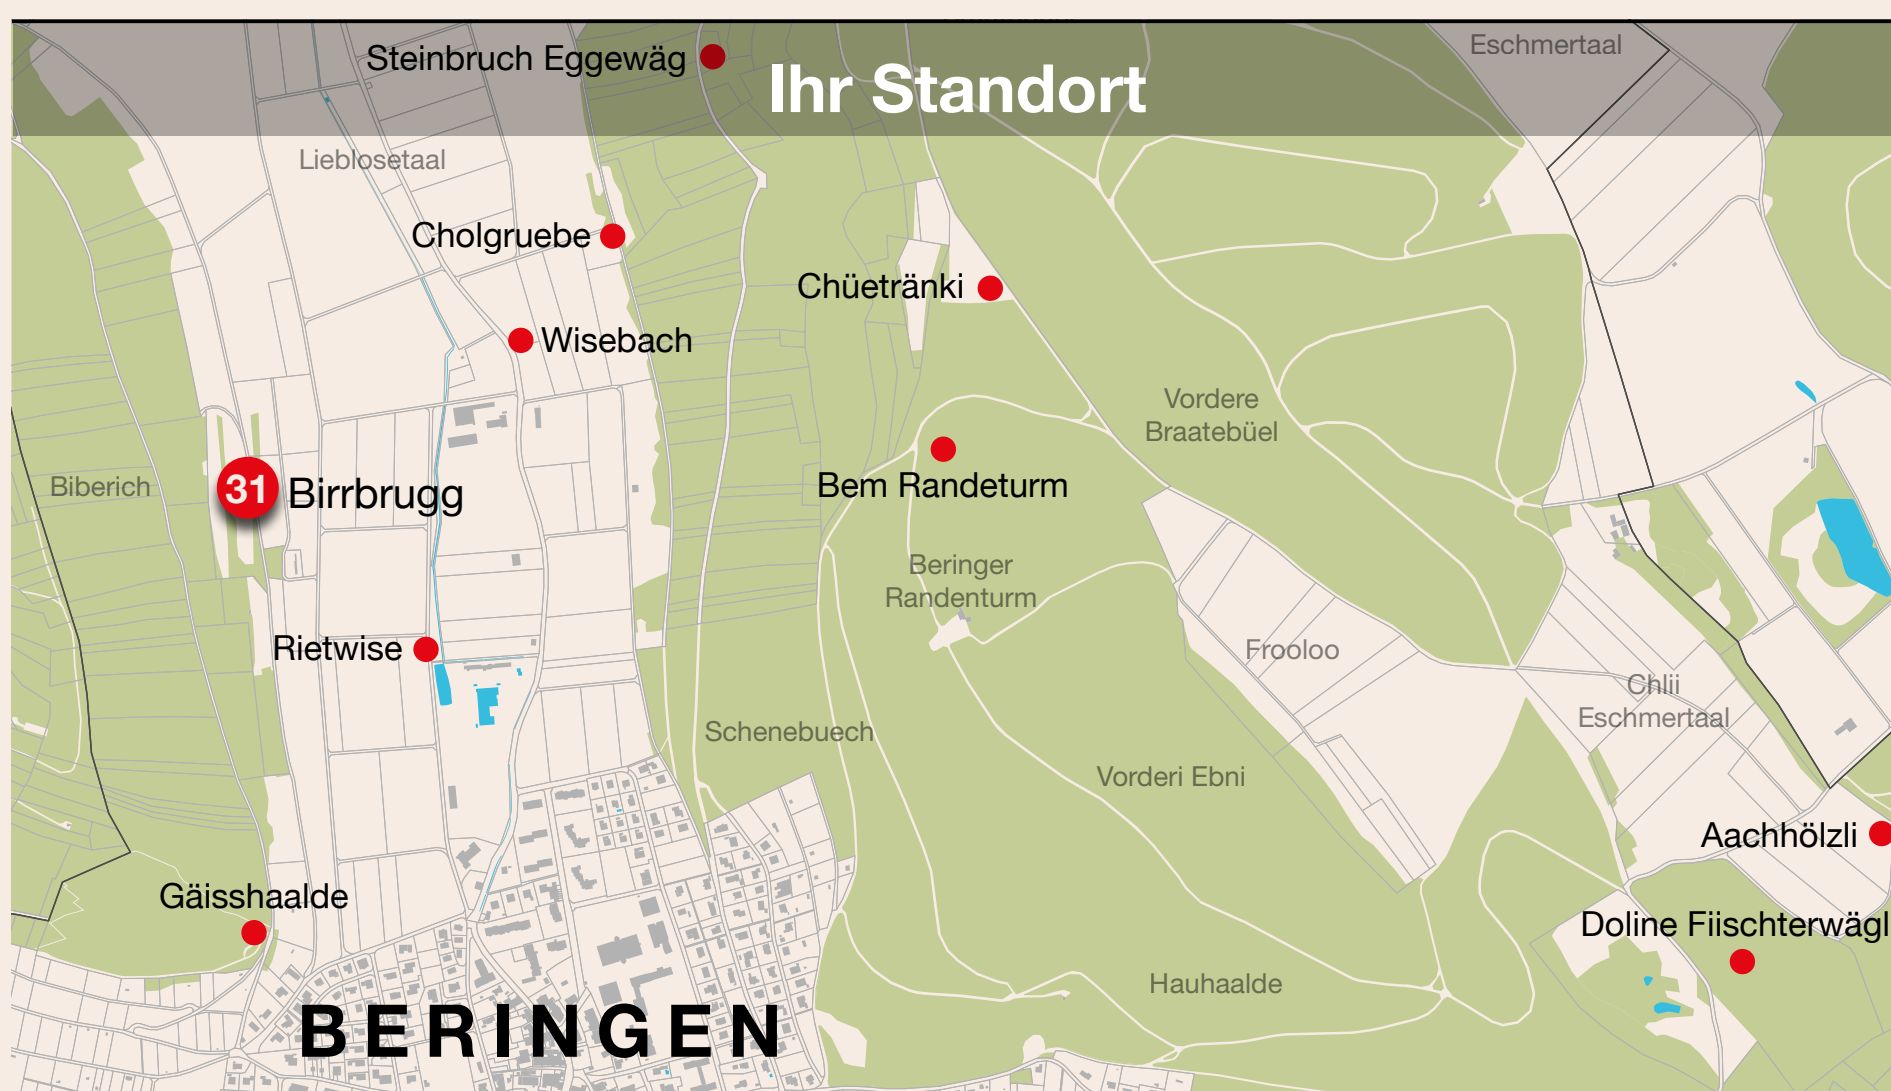 Eschmertaal
Steinbruch Eggewäg
Ihr Standort
Lieblosetaal
Cholgruebe
Chüetränki
Wisebach
Vordere
Braatebüel
Biberich
31
Birrbrugg
Bem Randeturm
Beringer
Randenturm
Rietwise
Frooloo
Chlii
Eschmertaal
Schenebuech
Vorderi Ebni
Aachhölzli
Gäisshaalde
Doline Fiischterwägl
Hauhaalde
BERINGEN